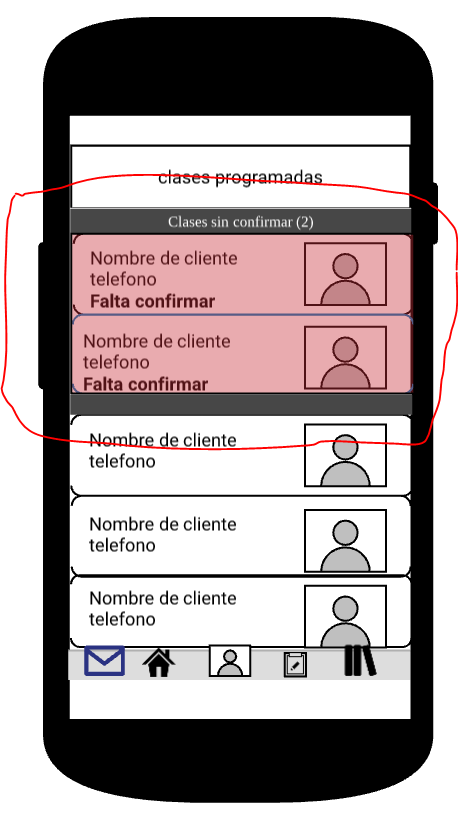 clases programadas
Clases sin confirmar (2)
Nombre de cliente
telefono
Falta confirmar
Nombre de cliente
telefono
Falta confirmar
Nombre de cliente
telefono
Nombre de cliente
telefono
Nombre de cliente
telefono